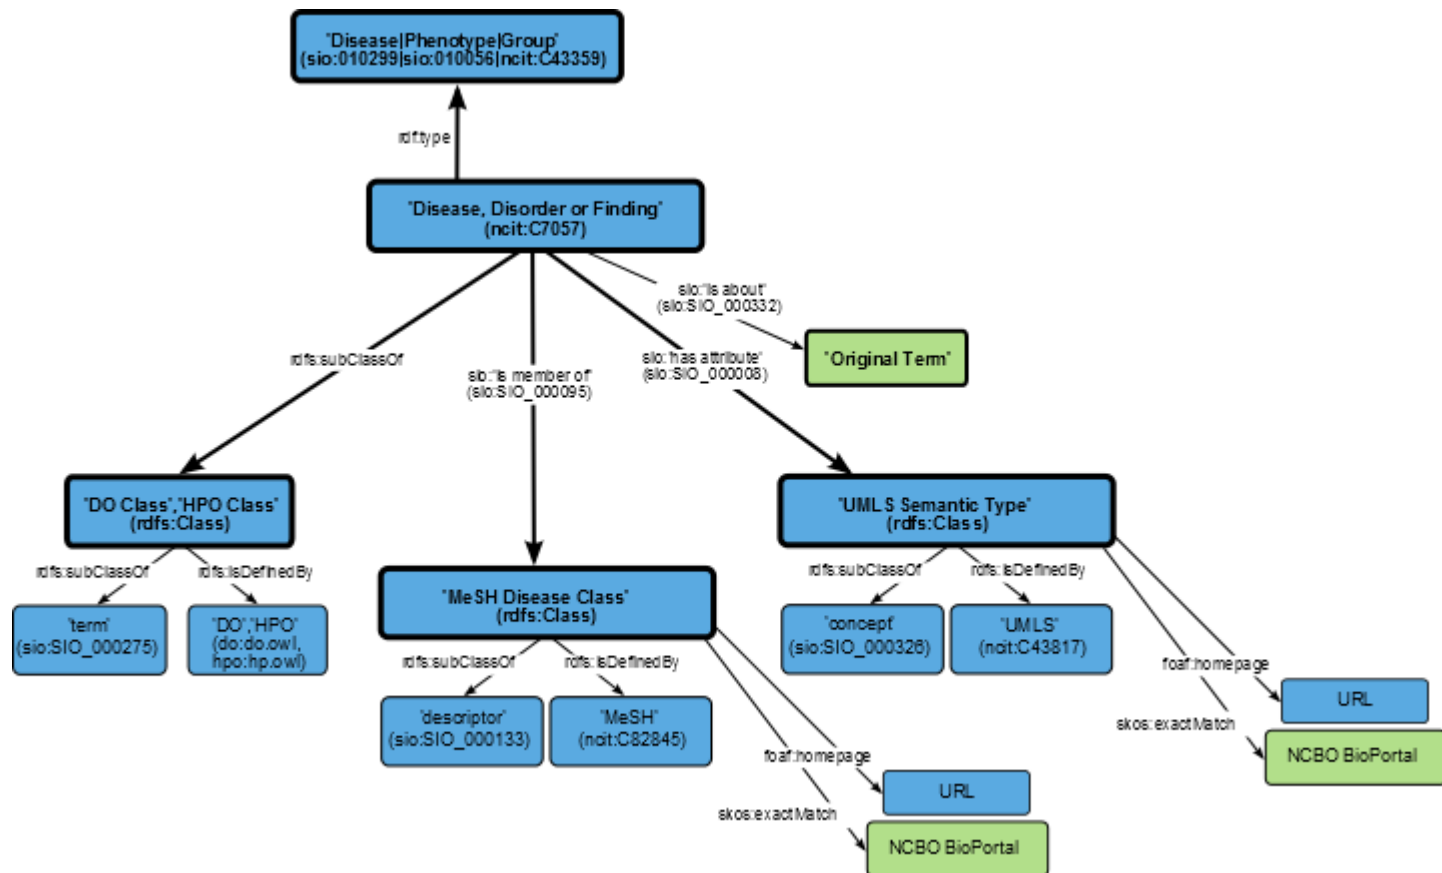 "Disease|Phenotype|Group"
(sio:010299|sio:010056|ncit:C43359)
rdf:type
"Disease, Disorder or Finding"
(ncit:C7057)
sio:"is about"
(sio:SIO_000332)
"Original Term"
rdfs:subClassOf
sio:"is member of"
(sio:SIO_000095)
sio:"has attribute"
(sio:SIO_000008)
"DO Class","HPO Class"
(rdfs:Class)
rdfs:subClassOf
rdfs:isDefinedBy
"term"
(sio:SIO_000275)
"DO","HPO"
(do:do.owl,
hpo:hp.owl)
"MeSH Disease Class"
(rdfs:Class)
rdfs:subClassOf
rdfs:isDefinedBy
"descriptor"
(sio:SIO_000133)
"MeSH"
(ncit:C82845)
foaf:homepage
skos:exactMatch
URL
NCBO BioPortal
"UMLS Semantic Type"
(rdfs:Class)
rdfs:subClassOf
rdfs:isDefinedBy
"concept"
(sio:SIO_000326)
"UMLS"
(ncit:C43817)
foaf:homepage
skos:exactMatch
URL
NCBO BioPortal